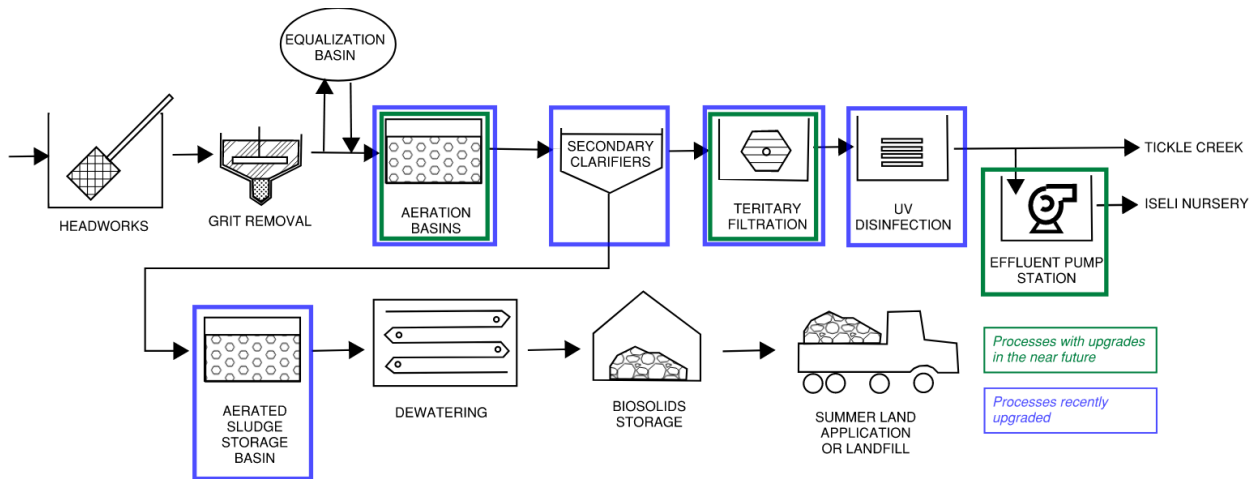 EQUALIZATION
BASIN
HEADWORKS
GRIT REMOVAL
AERATION
BASINS
SECONDARY
CLARIFIERS
TERITARY
FILTRATION
UV
DISINFECTION
TICKLE CREEK
ISELI NURSERY
EFFLUENT PUMP
STATION
AERATED
SLUDGE
STORAGE
BASIN
DEWATERING
BIOSOLIDS
STORAGE
SUMMER LAND
APPLICATION
OR LANDFILL
Processes with upgrades
in the near future
Processes recently
upgraded